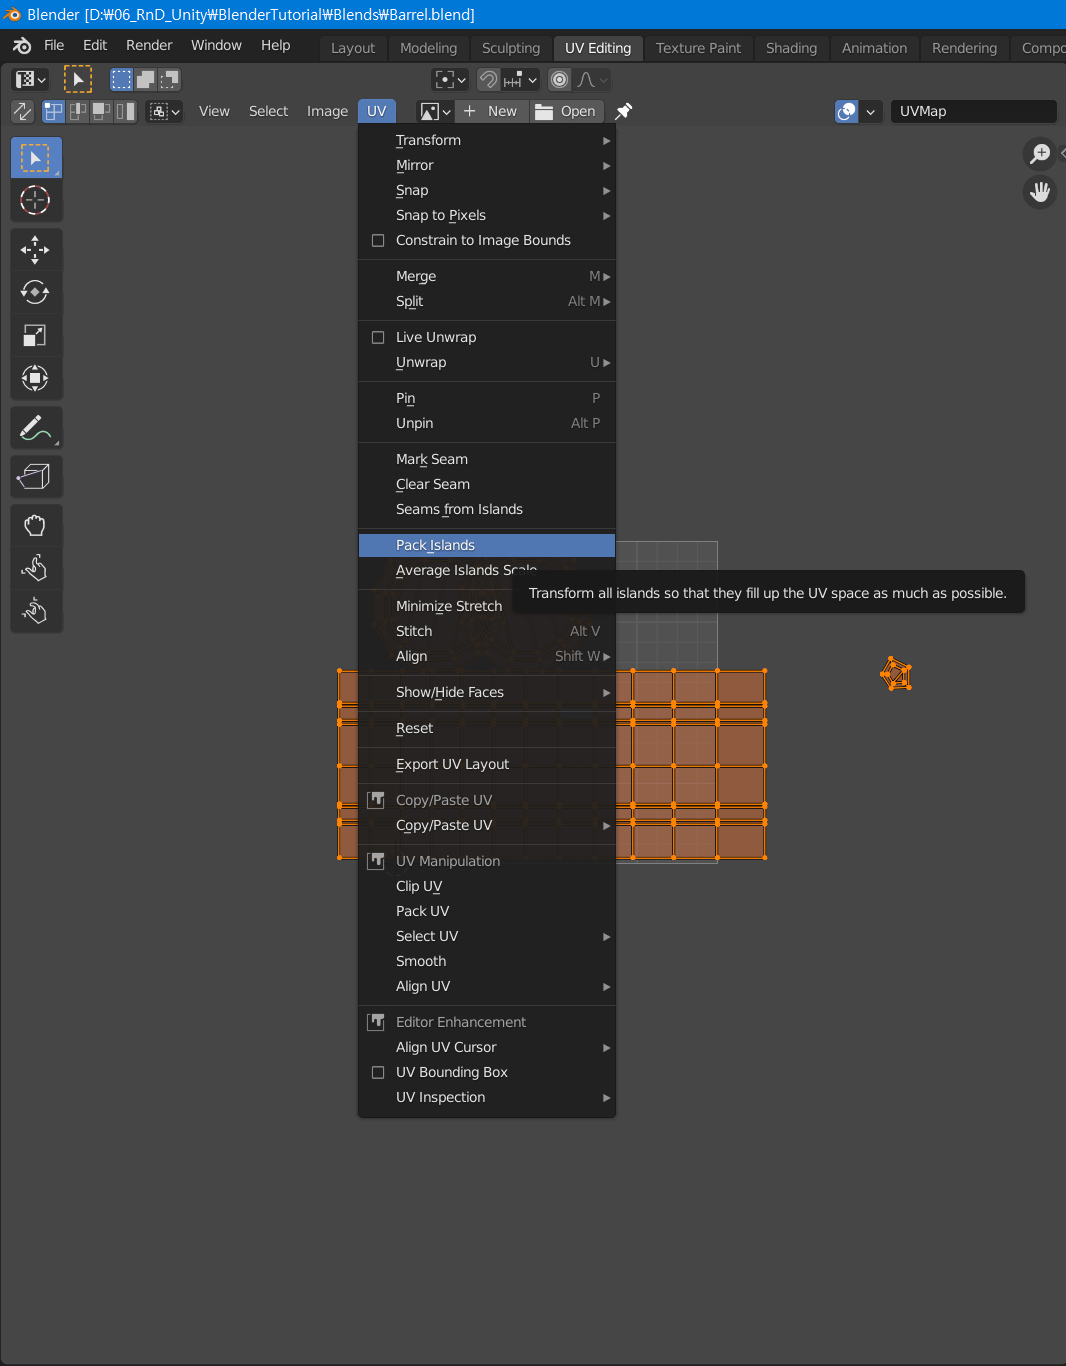 Blender [D:₩06_RnD_Unity₩BlenderTutorial₩Blends₩Barrel.blend]
File Edit Render Window Help Layout Modeling Sculpting UV Editing Texture Paint Shading Animation Rendering Compo
View Select Image UV New Open UVMap
Transform
Mirror
Snap
Snap to Pixels
Constrain to Image Bounds
Merge M
Split Alt M
Live Unwrap
Unwrap U
Pin P
Unpin Alt P
Mark Seam
Clear Seam
Seams from Islands
Pack Islands
Average Islands Scale
Transform all islands so that they fill up the UV space as much as possible.
Minimize Stretch
Stitch Alt V
Align Shift W
Show/Hide Faces
Reset
Export UV Layout
Copy/Paste UV
Copy/Paste UV
UV Manipulation
Clip UV
Pack UV
Select UV
Smooth
Align UV
Editor Enhancement
Align UV Cursor
UV Bounding Box
UV Inspection